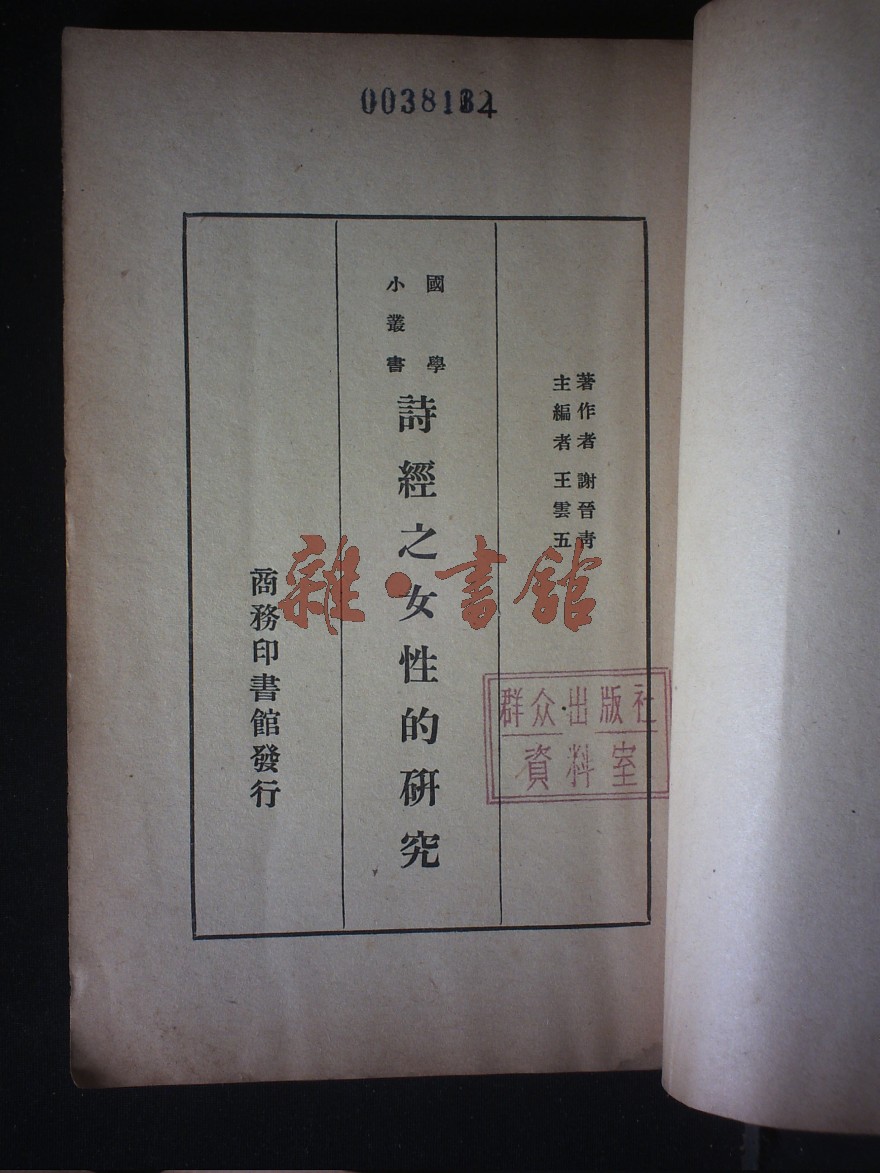 0038182
著作者 謝晉青
主編者 王雲五
國學
小叢書
詩經之女性的研究
商務印書館發行
雜·書館
群众出版社
資料室